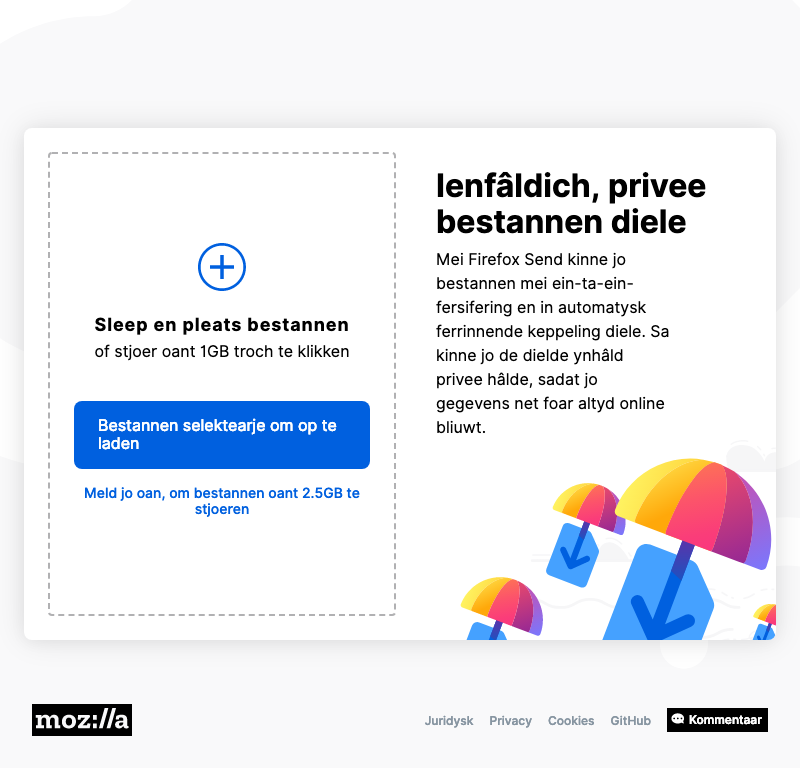 Sleep en pleats bestannen
of stjoer oant 1GB troch te klikken
Bestannen selektearje om op te
laden
Meld jo oan, om bestannen oant 2.5GB te
stjoeren
Ienfâldich, privee
bestannen diele
Mei Firefox Send kinne jo
bestannen mei ein-ta-ein-
fersifering en in automatysk
ferrinnende keppeling diele. Sa
kinne jo de dielde ynhâld
privee hâlde, sadat jo
gegevens net foar altyd online
bliuwt.
moz://a
Juridysk
Privacy
Cookies
GitHub
Kommentaar